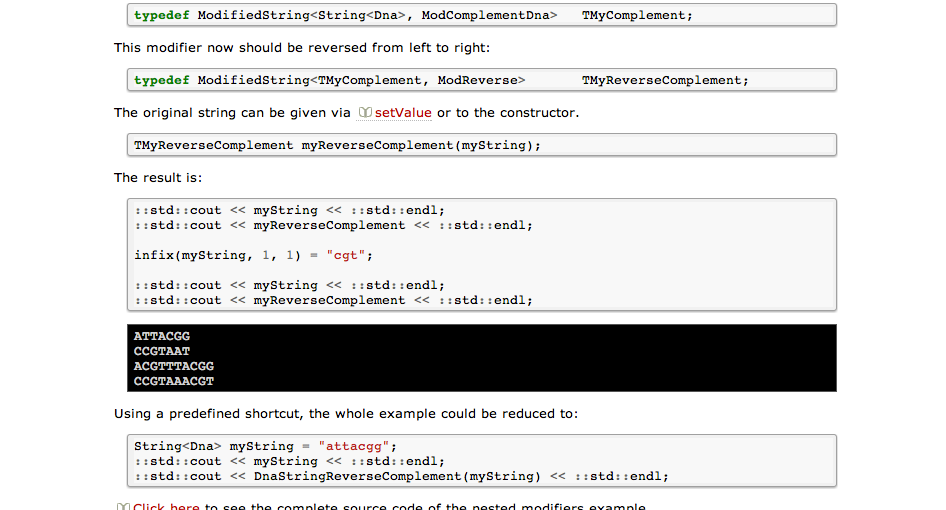 typedef ModifiedString<String<Dna>, ModComplementDna>   TMyComplement;
This modifier now should be reversed from left to right:
typedef ModifiedString<TMyComplement, ModReverse>       TMyReverseComplement;
The original string can be given via setValue or to the constructor.
TMyReverseComplement myReverseComplement(myString);
The result is:
::std::cout << myString << ::std::endl;
::std::cout << myReverseComplement << ::std::endl;
infix(myString, 1, 1) = "cgt";
::std::cout << myString << ::std::endl;
::std::cout << myReverseComplement << ::std::endl;
ATTACGG
CCGTAAT
ACGTTTACGG
CCGTAAACGT
Using a predefined shortcut, the whole example could be reduced to:
String<Dna> myString = "attacgg";
::std::cout << myString << ::std::endl;
::std::cout << DnaStringReverseComplement(myString) << ::std::endl;
Click here to see the complete source code of the nested modifiers example.